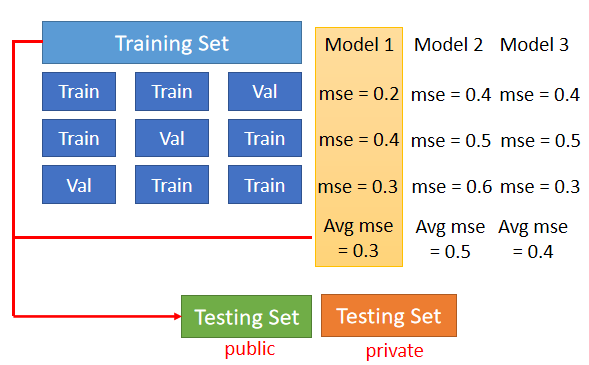 Training Set
Model 1 Model 2 Model 3
Train Train Val mse = 0.2 mse = 0.4 mse = 0.4
Train Val Train mse = 0.4 mse = 0.5 mse = 0.5
Val Train Train mse = 0.3 mse = 0.6 mse = 0.3
Avg mse
= 0.3
Avg mse
= 0.5
Avg mse
= 0.4
Testing Set
public
Testing Set
private